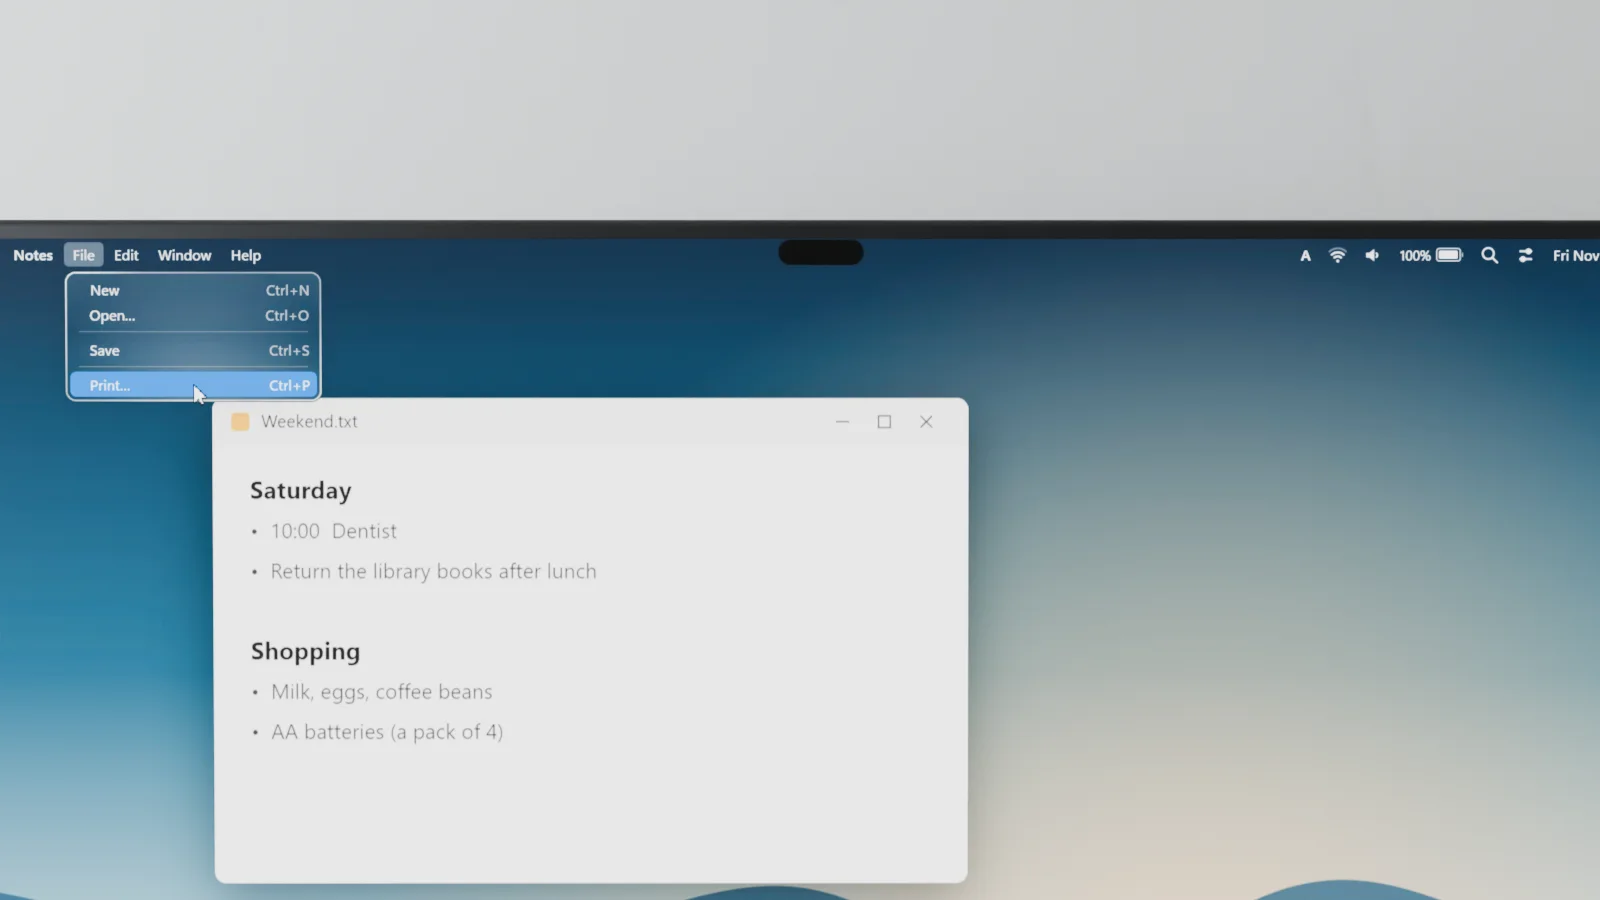 Notes File Edit Window Help A 100% Fri Nov
New Ctrl+N
Open... Ctrl+O
Save Ctrl+S
Print... Ctrl+P
Weekend.txt
Saturday
• 10:00 Dentist
• Return the library books after lunch
Shopping
• Milk, eggs, coffee beans
• AA batteries (a pack of 4)